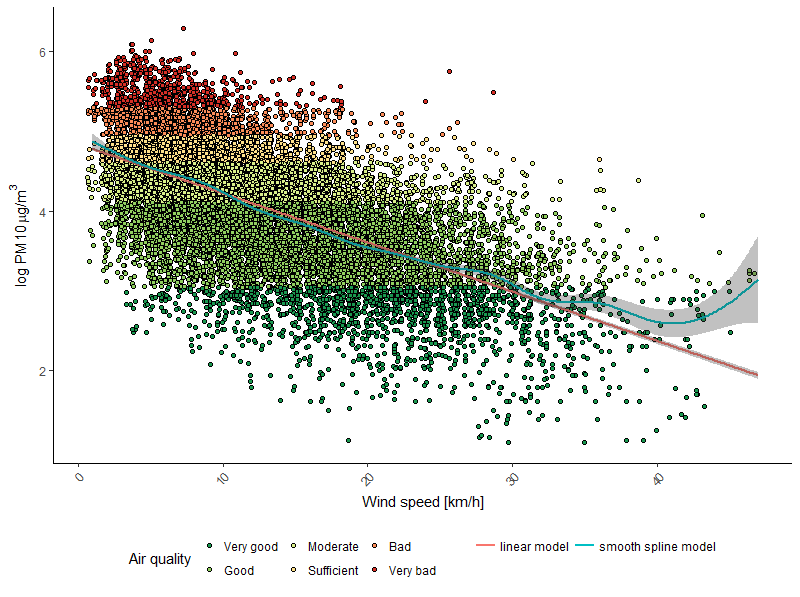 6
4
2
log PM 10 µg/m³
0
10
20
30
40
Wind speed [km/h]
Air quality
Very good
Moderate
Bad
linear model
smooth spline model
Good
Sufficient
Very bad